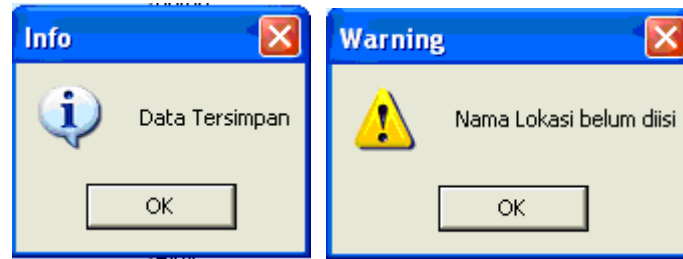 Info
Data Tersimpan
OK
Warning
Nama Lokasi belum diisi
OK